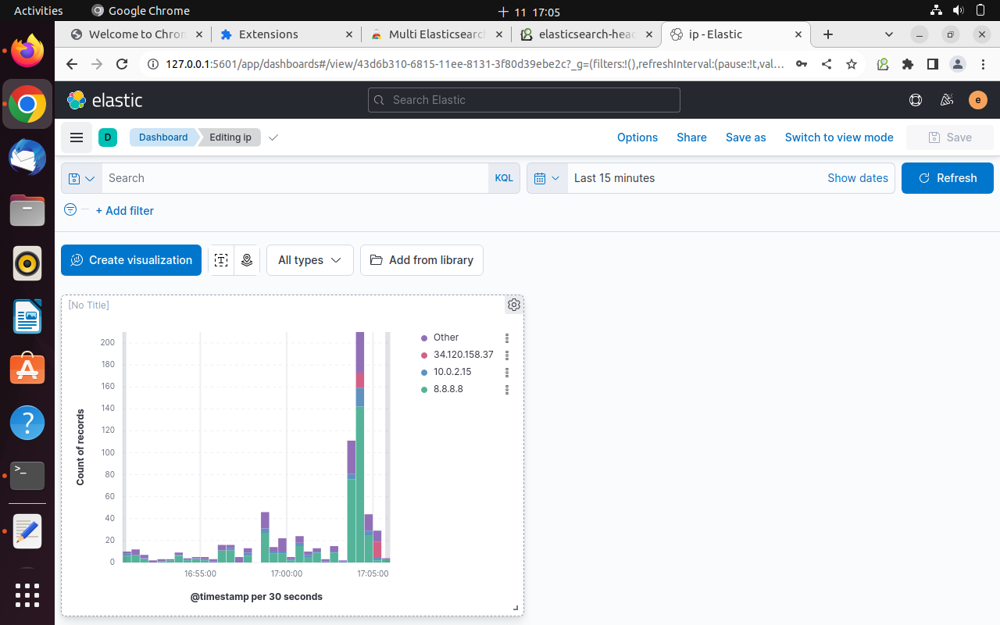 Activities
Google Chrome
11 17:05
Welcome to Chron
Extensions
Multi Elasticsearch
elasticsearch-head
ip - Elastic
127.0.0.1:5601/app/dashboards#/view/43d6b310-6815-11ee-8131-3f80d39ebe2c?_g=(filters:!(),refreshInterval:(pause:!t,val...
elastic
Search Elastic
e
D
Dashboard
Editing ip
Options
Share
Save as
Switch to view mode
Save
Search
KQL
Last 15 minutes
Show dates
Refresh
+ Add filter
Create visualization
All types
Add from library
[No Title]
Count of records
200
180
160
140
120
100
80
60
40
20
0
16:55:00
17:00:00
17:05:00
@timestamp per 30 seconds
Other
34.120.158.37
10.0.2.15
8.8.8.8